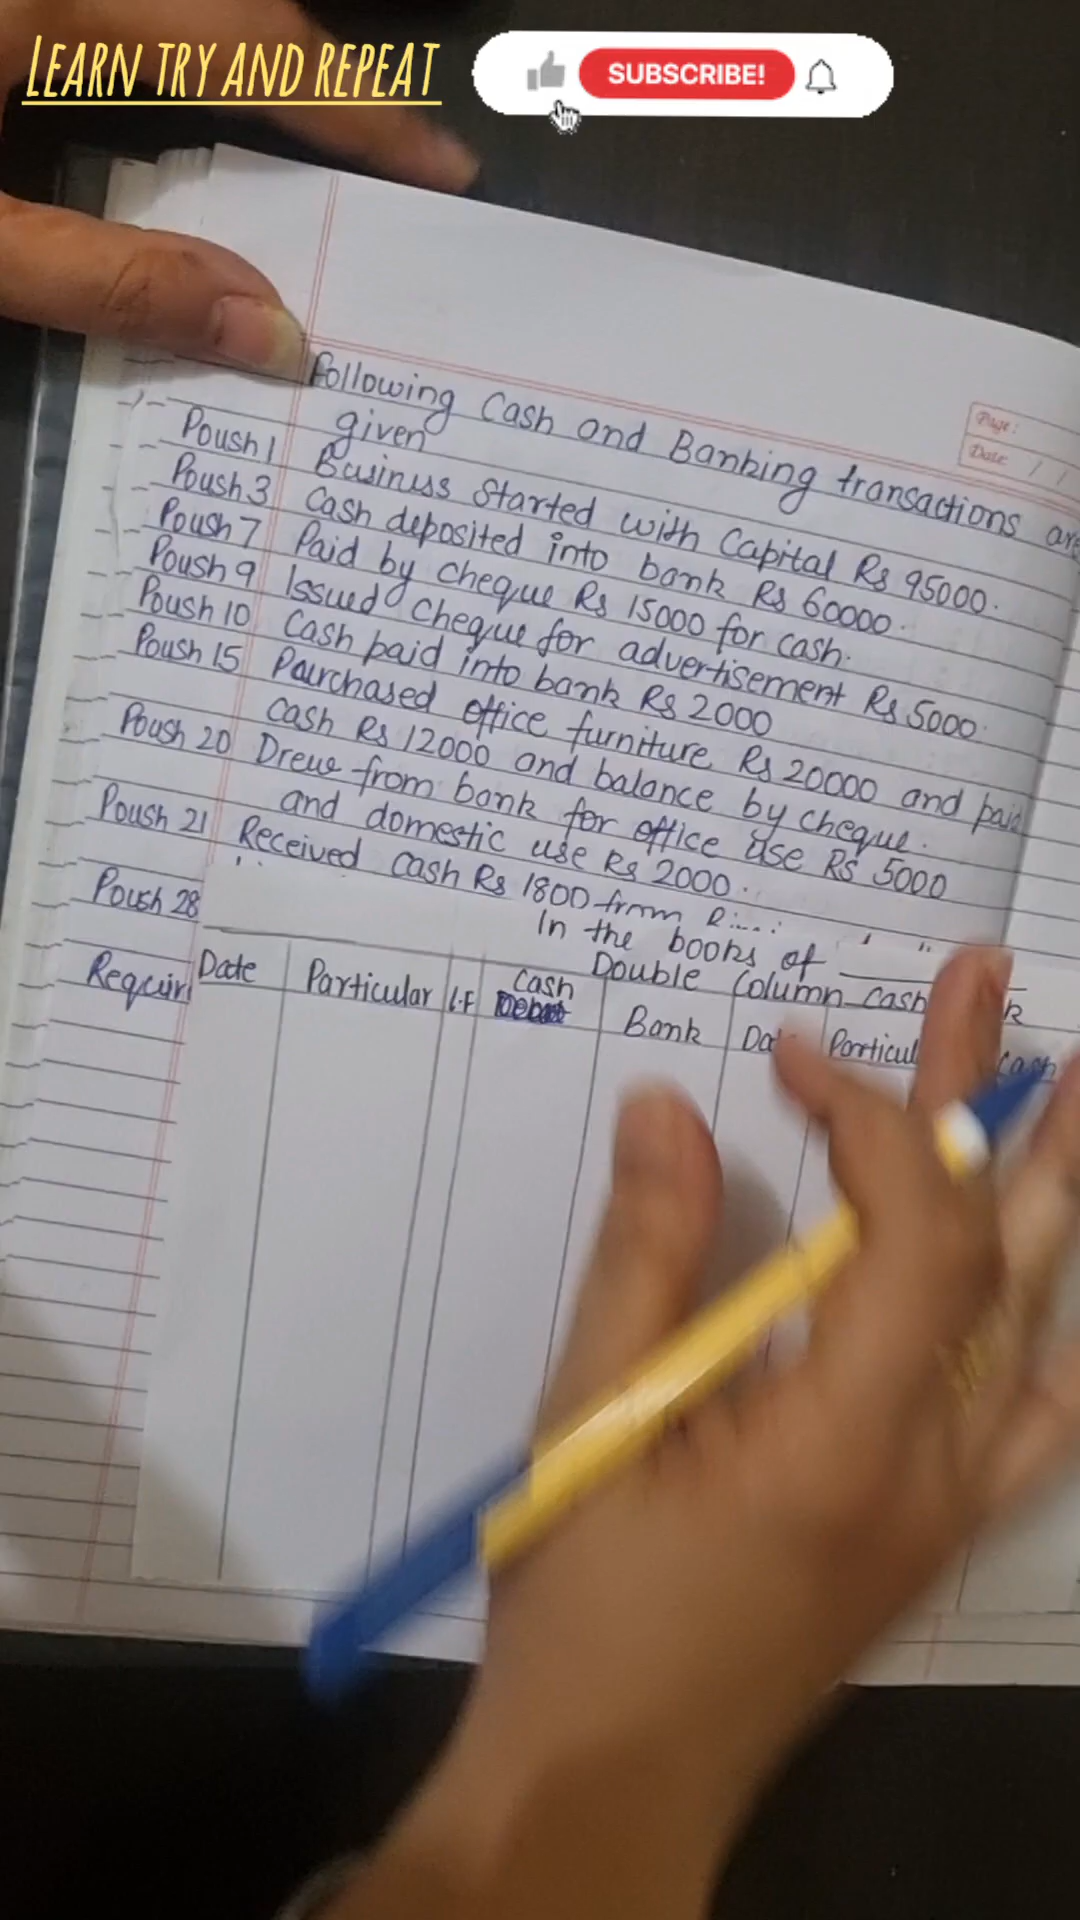 LEARN TRY AND REPEAT
SUBSCRIBE!
Page:
Date / /
Following Cash and Banking transactions are
given
Poush 1 Business Started with Capital Rs 95000.
Poush 3 Cash deposited into bank Rs 60000.
Poush 7 Paid by cheque Rs 15000 for cash.
Poush 9 Issued Cheque for advertisement Rs 5000.
Poush 10 Cash paid into bank Rs 2000
Poush 15 Purchased office furniture Rs 20000 and paid
cash Rs 12000 and balance by cheque.
Poush 20 Drew from bank for office use Rs 5000
and domestic use Rs 2000.
Poush 21 Received cash Rs 1800 from
Poush 28
In the books of
Double Column Cash
Requir
Date Particular L.F Cash Bank Da Particul Cash